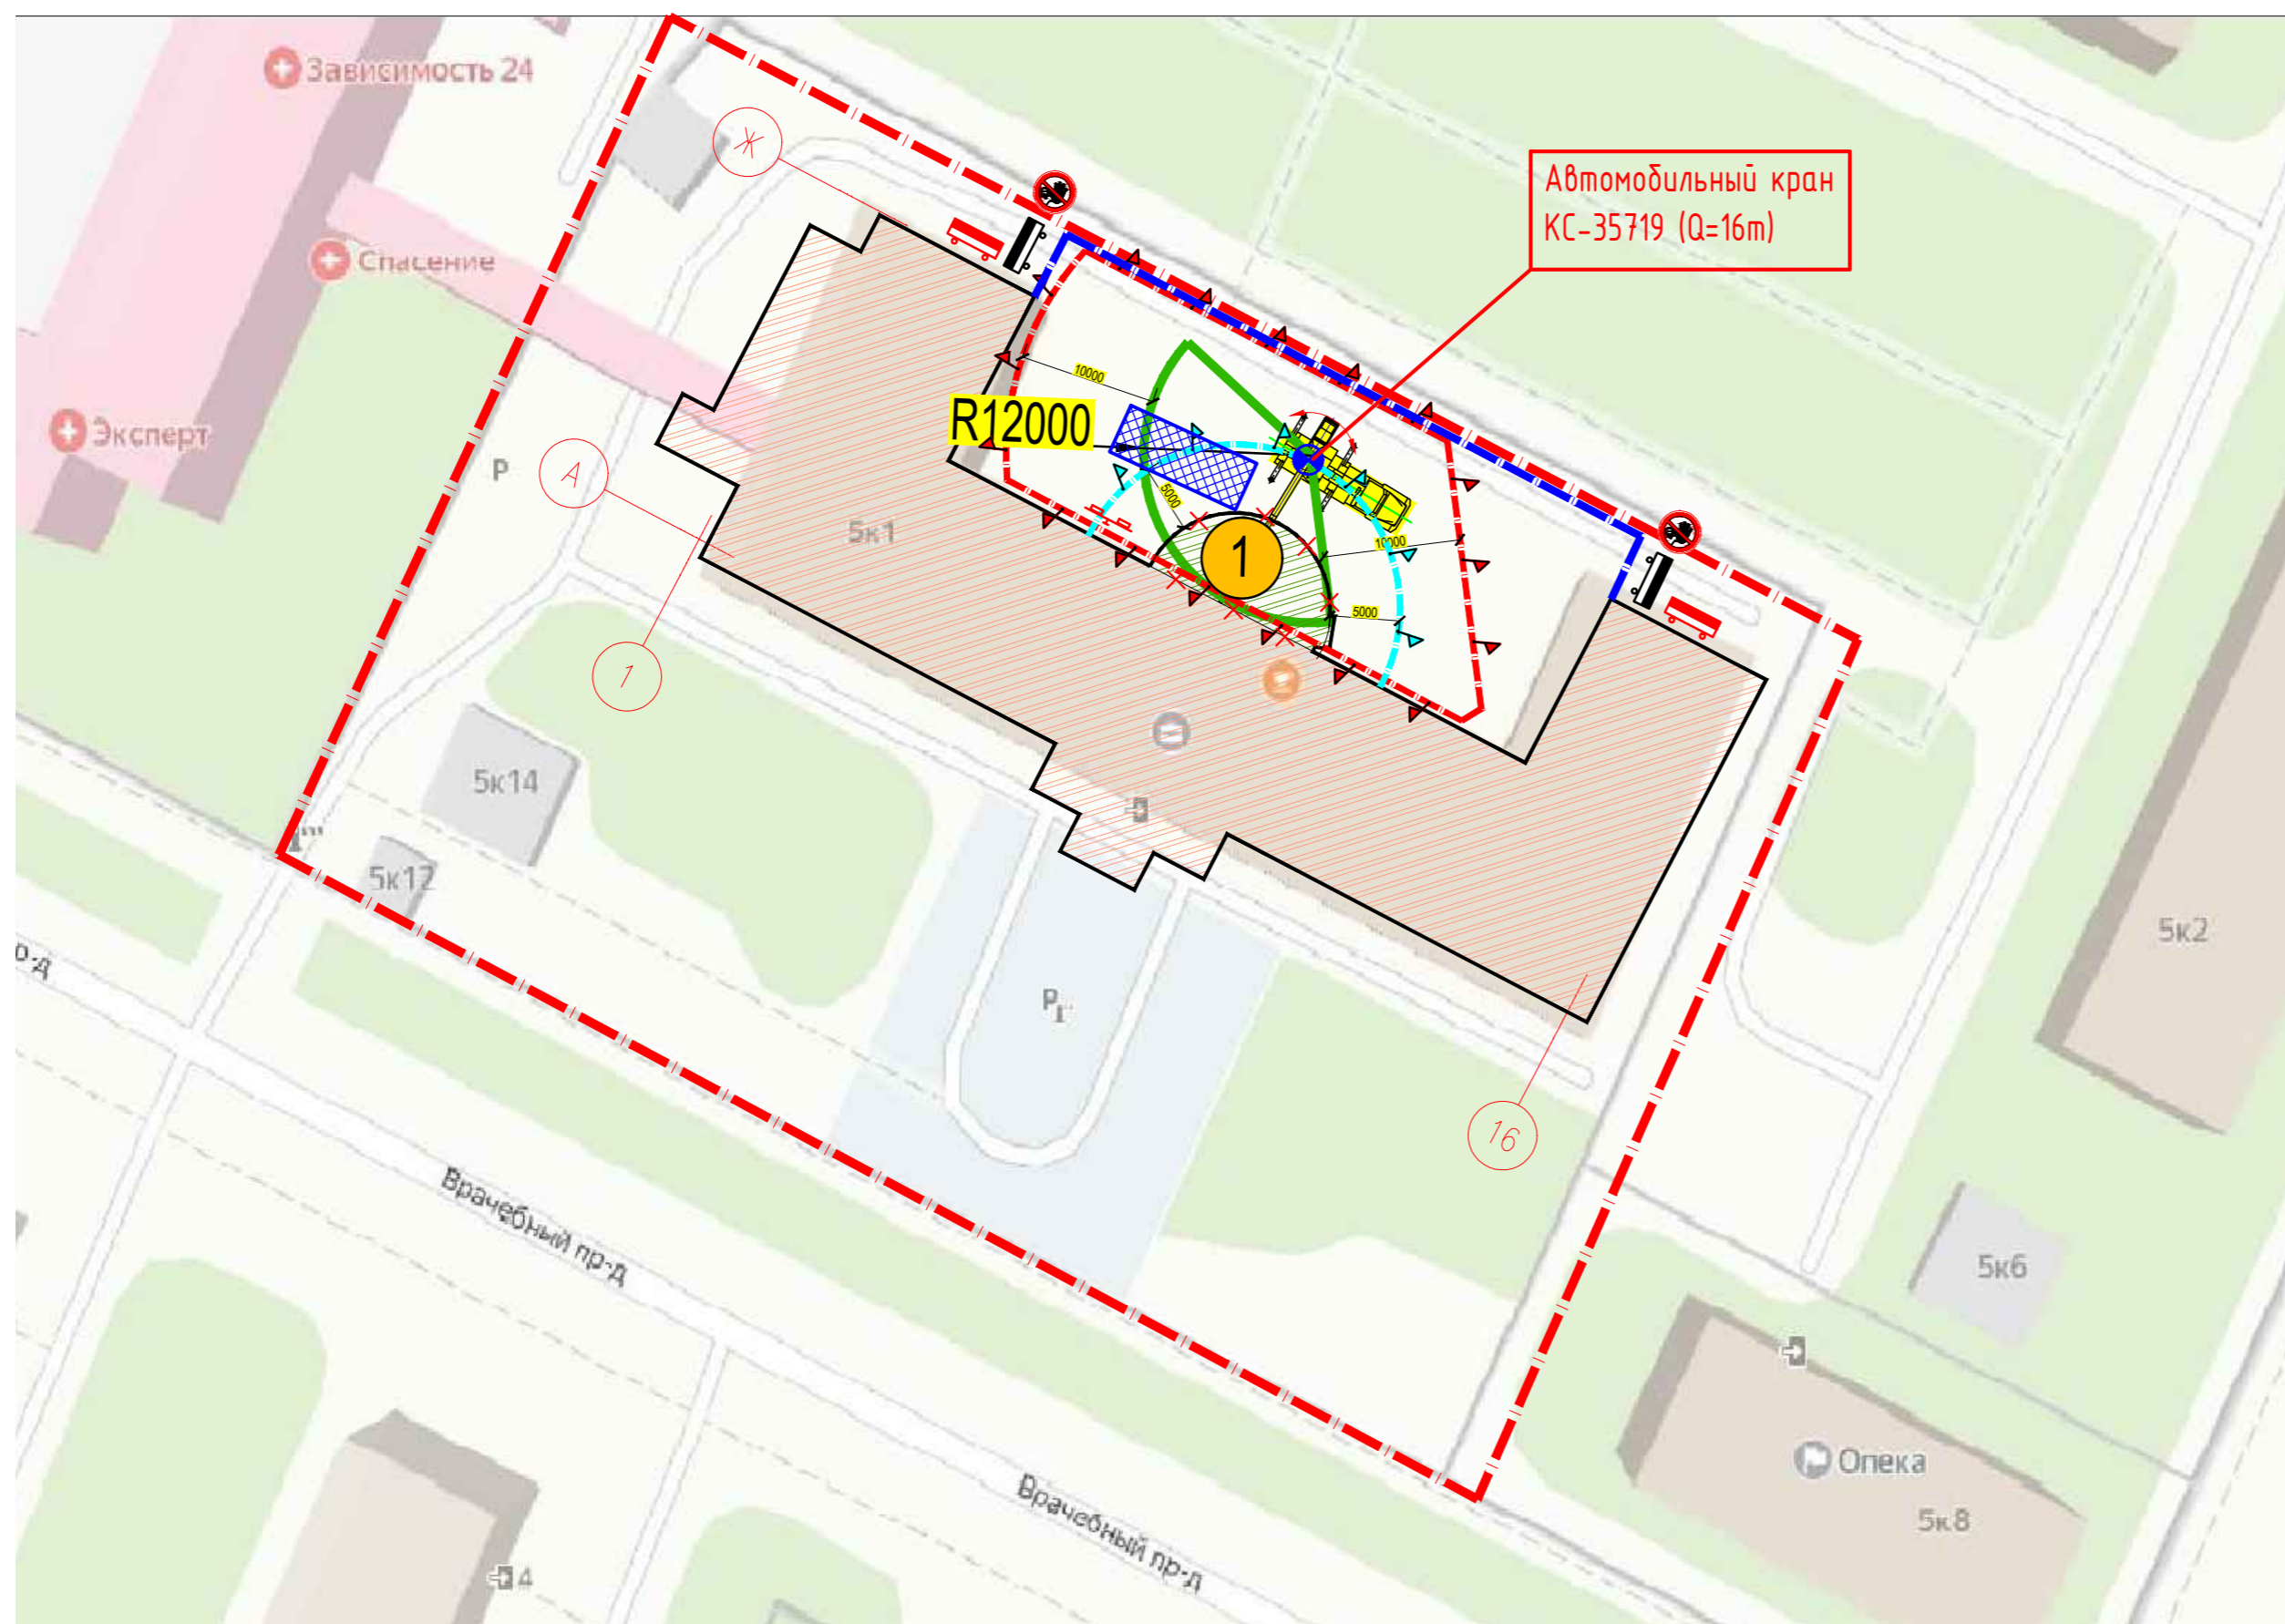 Зависимость 24
Ж
Автомобильный кран
КС-35719 (Q=16т)
Спасение
10000
R12000
Эксперт
P
А
5000
5к1
10000
1
5000
1
5к14
5к12
5к2
P
16
Врачебный пр-д
5к6
Опека
5к8
Врачебный пр-д
4